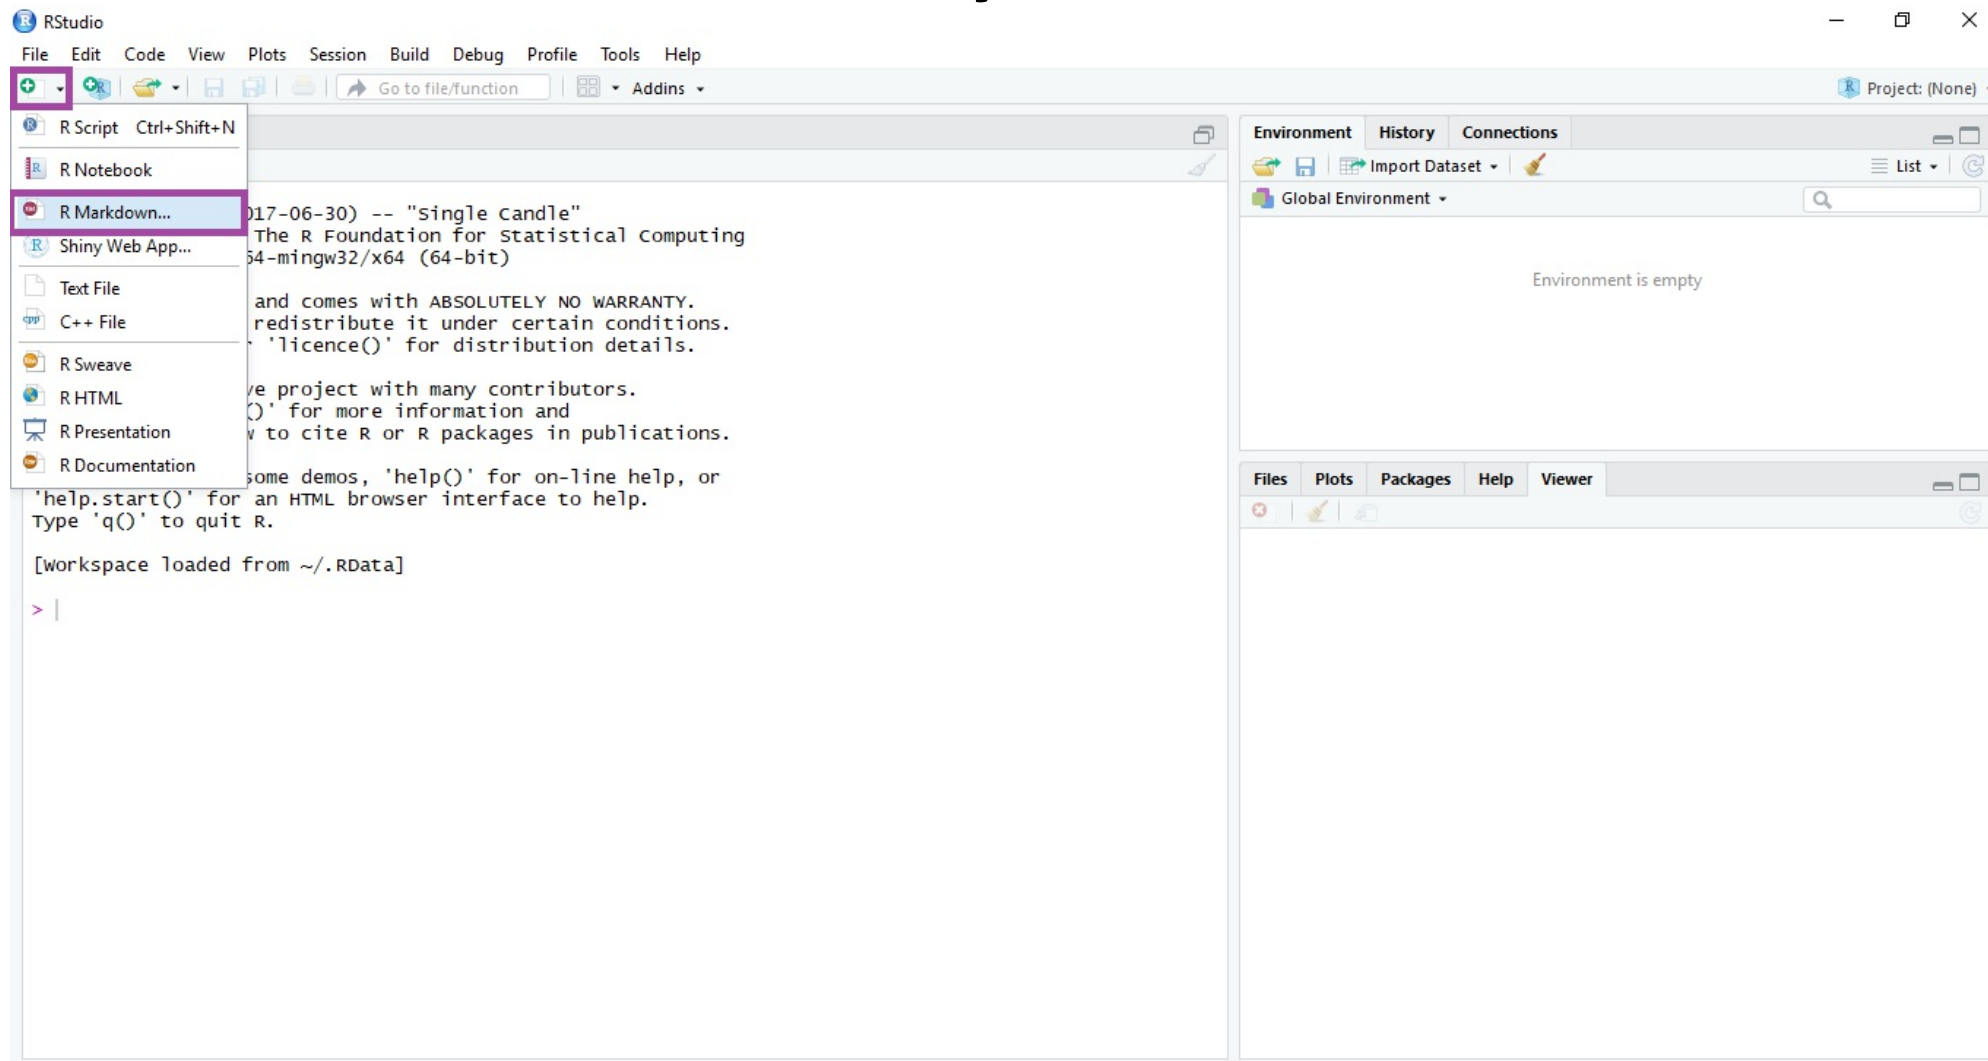 RStudio
File Edit Code View Plots Session Build Debug Profile Tools Help
Go to file/function Addins Project: (None)
R Script Ctrl+Shift+N
R Notebook
R Markdown...
Shiny Web App...
Text File
C++ File
R Sweave
R HTML
R Presentation
R Documentation
017-06-30) -- "Single Candle"
The R Foundation for Statistical Computing
64-mingw32/x64 (64-bit)
and comes with ABSOLUTELY NO WARRANTY.
redistribute it under certain conditions.
'licence()' for distribution details.
ve project with many contributors.
()' for more information and
to cite R or R packages in publications.
some demos, 'help()' for on-line help, or
'help.start()' for an HTML browser interface to help.
Type 'q()' to quit R.
[Workspace loaded from ~/.RData]
>
Environment History Connections
Import Dataset List
Global Environment
Environment is empty
Files Plots Packages Help Viewer